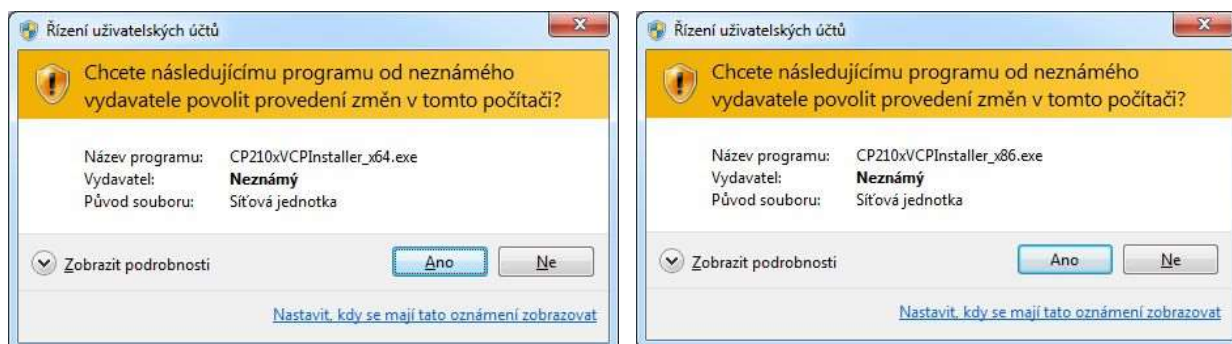 Řízení uživatelských účtů
Chcete následujícímu programu od neznámého
vydavatele povolit provedení změn v tomto počítači?
Název programu: CP210xVCPInstaller_x64.exe
Vydavatel: Neznámý
Původ souboru: Síťová jednotka
Zobrazit podrobnosti
Ano
Ne
Nastavit, kdy se mají tato oznámení zobrazovat
Řízení uživatelských účtů
Chcete následujícímu programu od neznámého
vydavatele povolit provedení změn v tomto počítači?
Název programu: CP210xVCPInstaller_x86.exe
Vydavatel: Neznámý
Původ souboru: Síťová jednotka
Zobrazit podrobnosti
Ano
Ne
Nastavit, kdy se mají tato oznámení zobrazovat